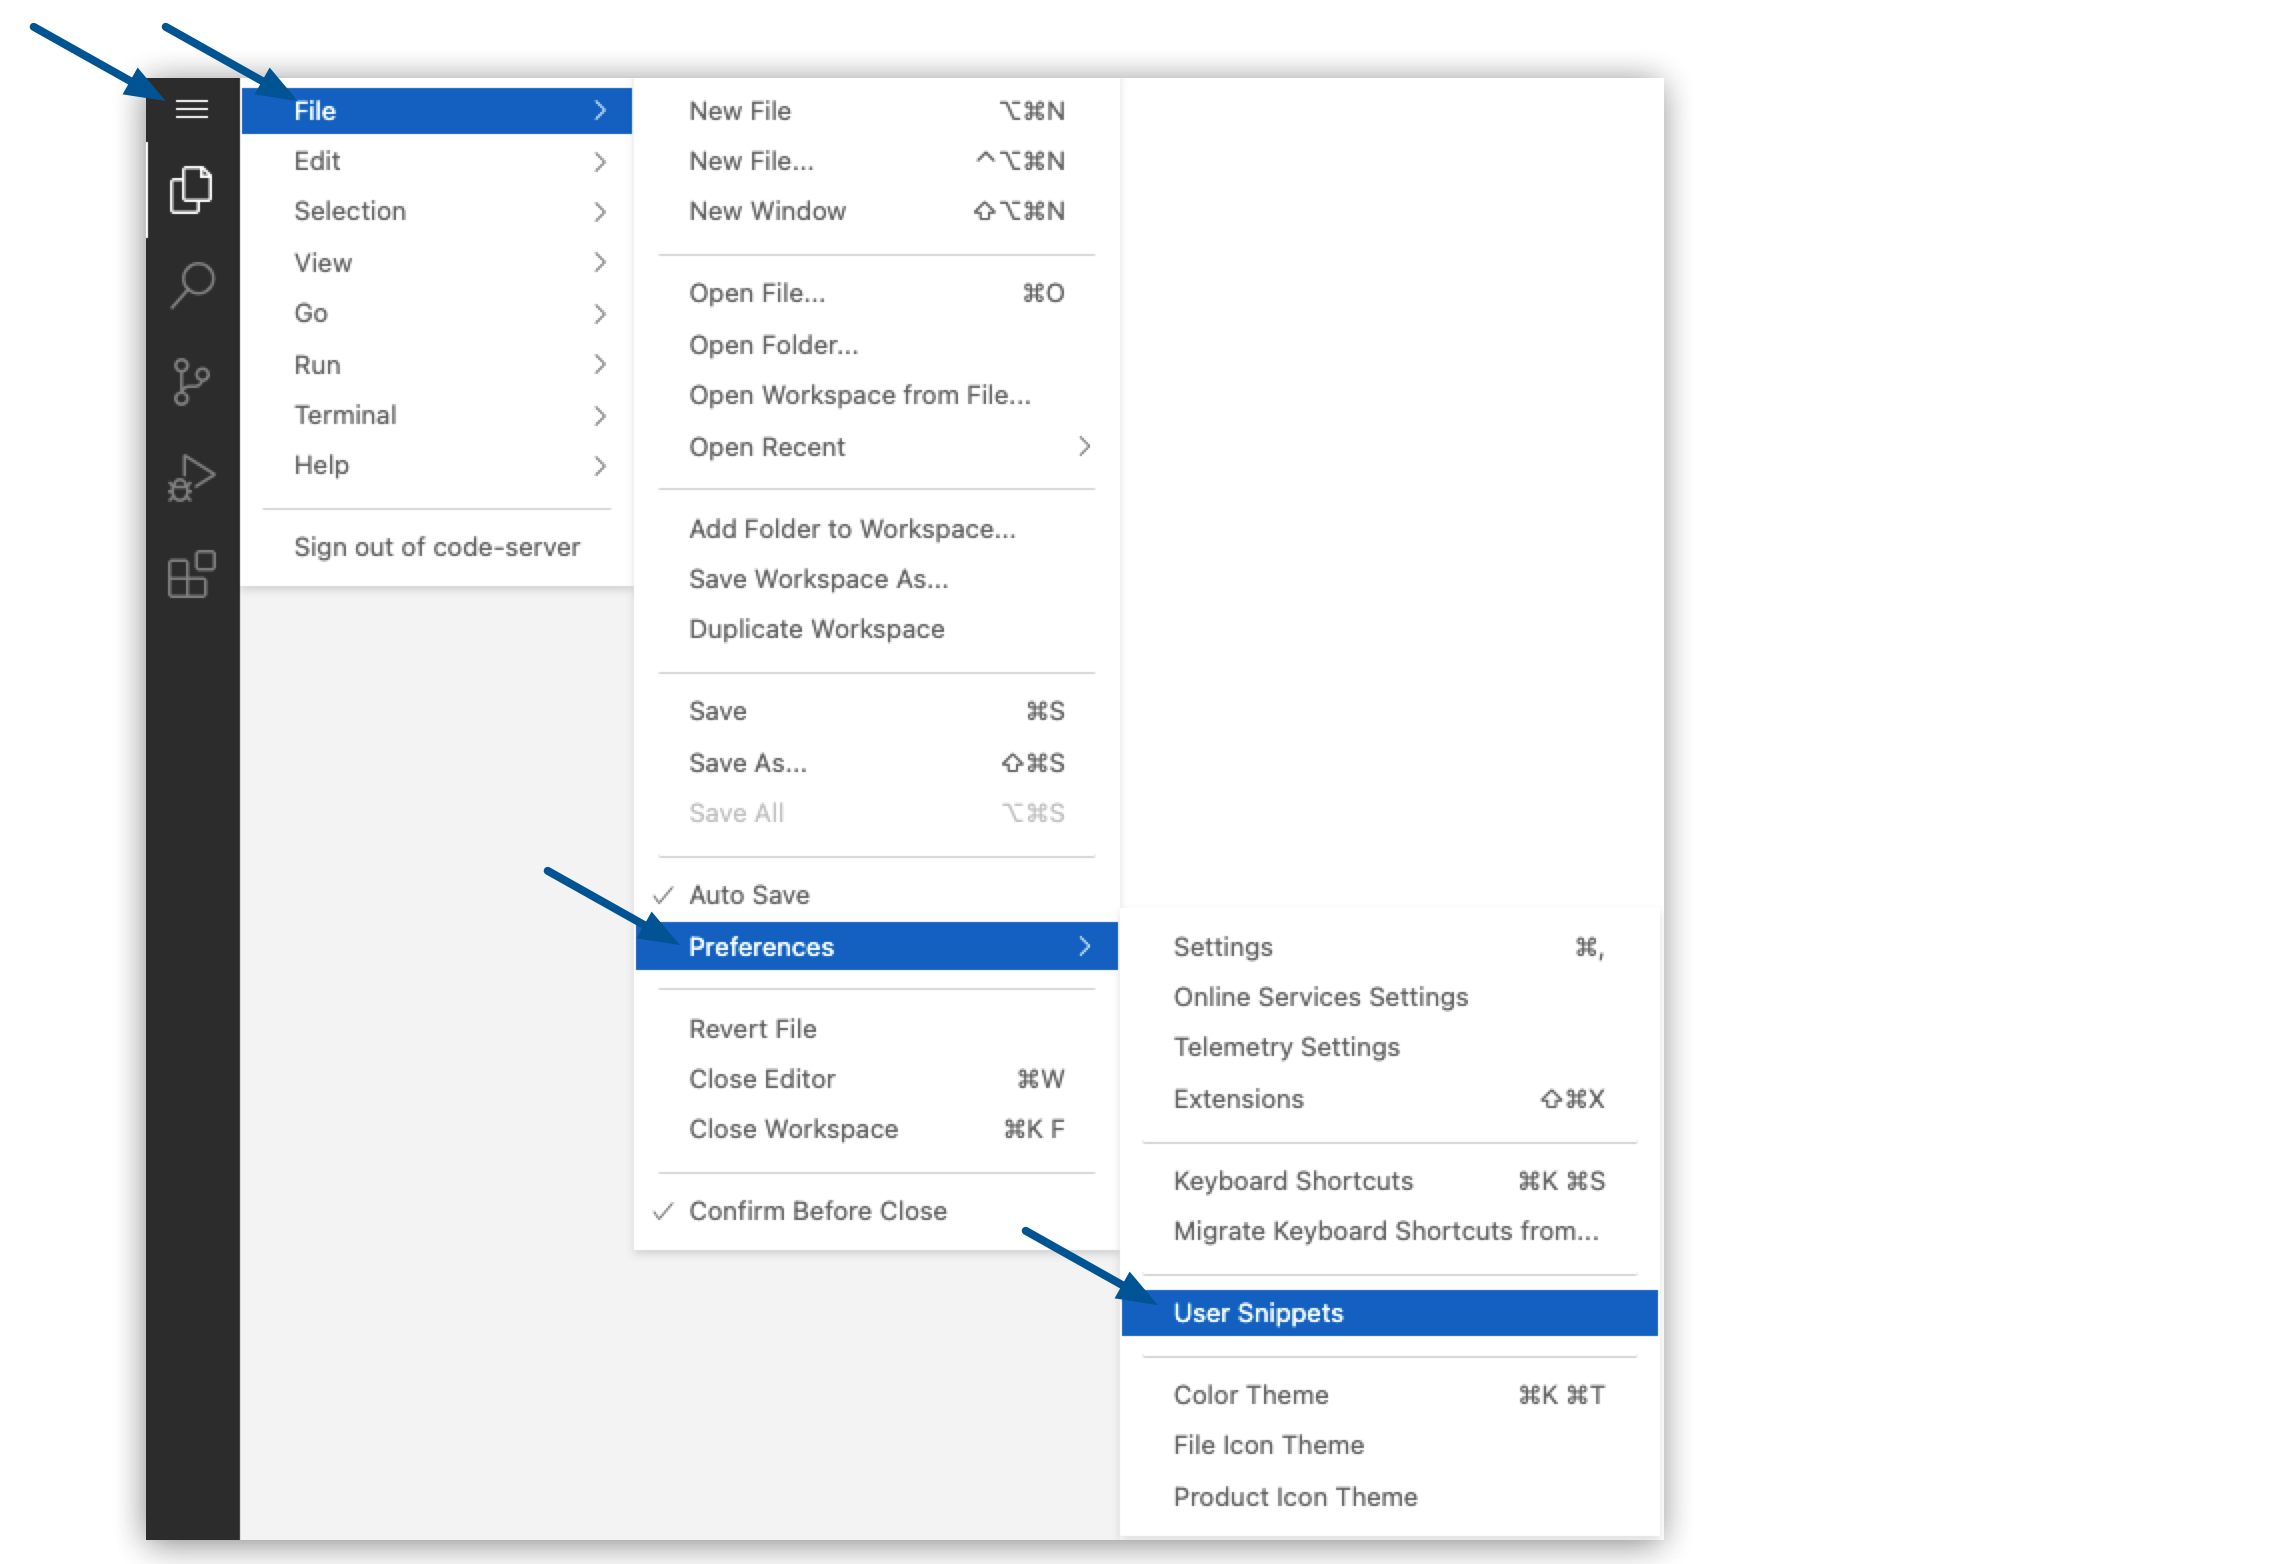 File
Edit
Selection
View
Go
Run
Terminal
Help
Sign out of code-server
New File ⌥⌘N
New File... ^⌥⌘N
New Window ⇧⌥⌘N
Open File... ⌘O
Open Folder...
Open Workspace from File...
Open Recent
Add Folder to Workspace...
Save Workspace As...
Duplicate Workspace
Save ⌘S
Save As... ⇧⌘S
Save All ⌥⌘S
Auto Save
Preferences
Revert File
Close Editor ⌘W
Close Workspace ⌘K F
Confirm Before Close
Settings ⌘,
Online Services Settings
Telemetry Settings
Extensions ⇧⌘X
Keyboard Shortcuts ⌘K ⌘S
Migrate Keyboard Shortcuts from...
User Snippets
Color Theme ⌘K ⌘T
File Icon Theme
Product Icon Theme